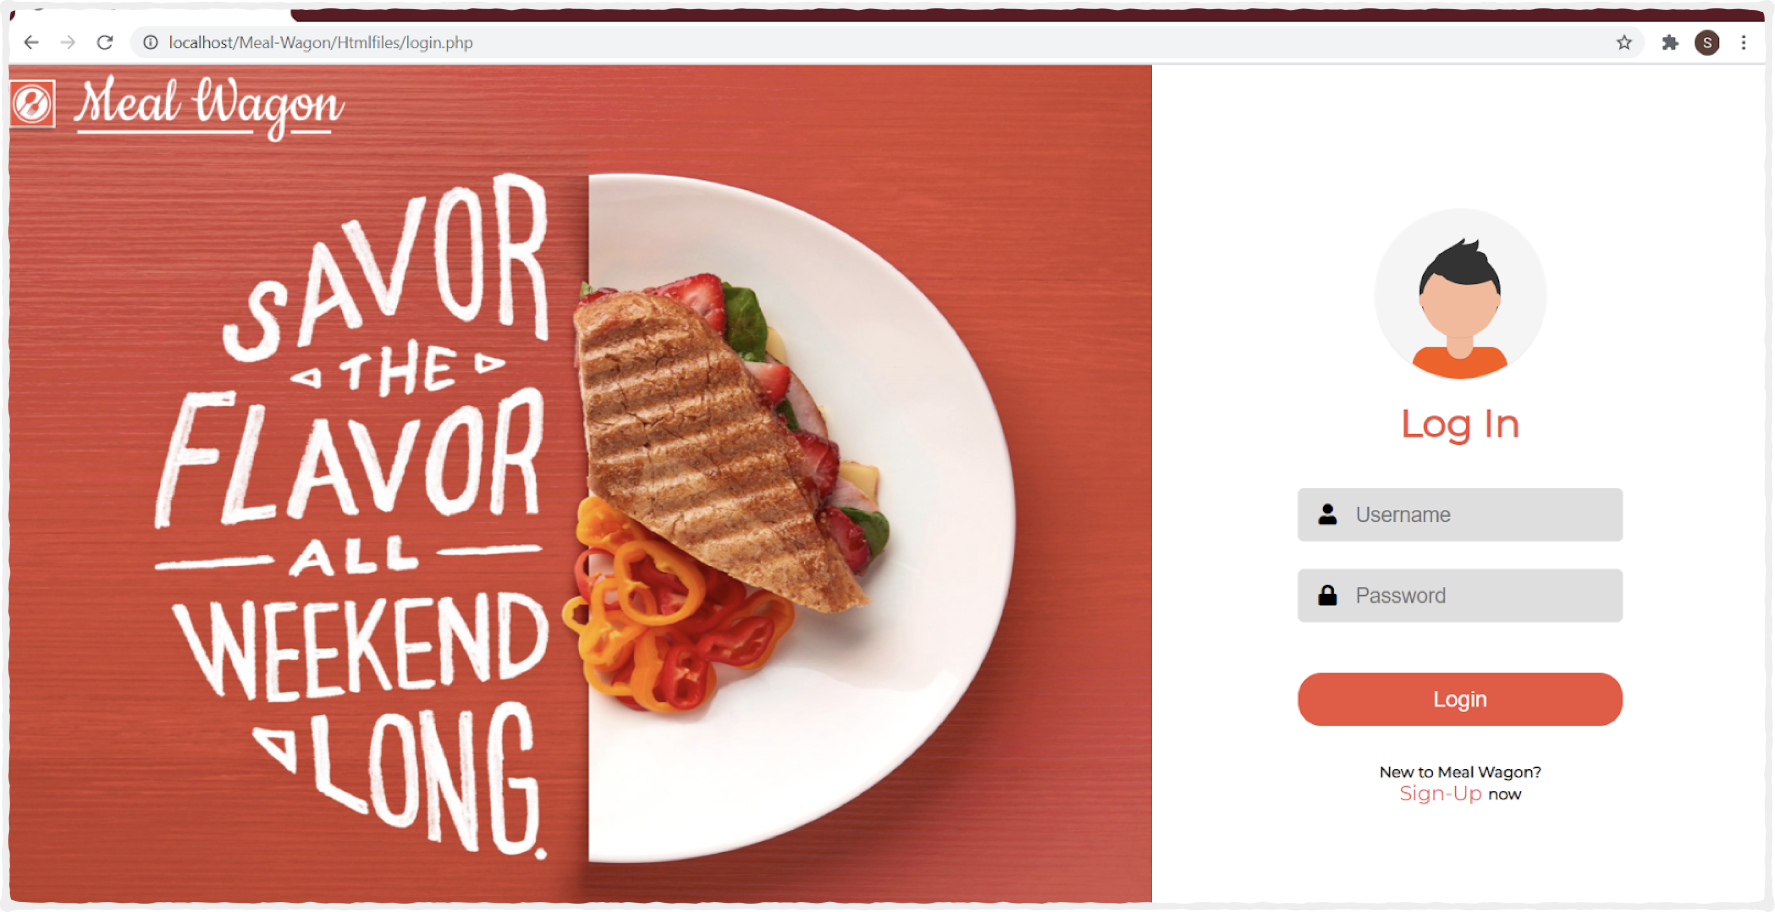 localhost/Meal-Wagon/Htmlfiles/login.php
S
Meal Wagon
SAVOR
THE
FLAVOR
ALL
WEEKEND
LONG.
Log In
Username
Password
Login
New to Meal Wagon?
Sign-Up now